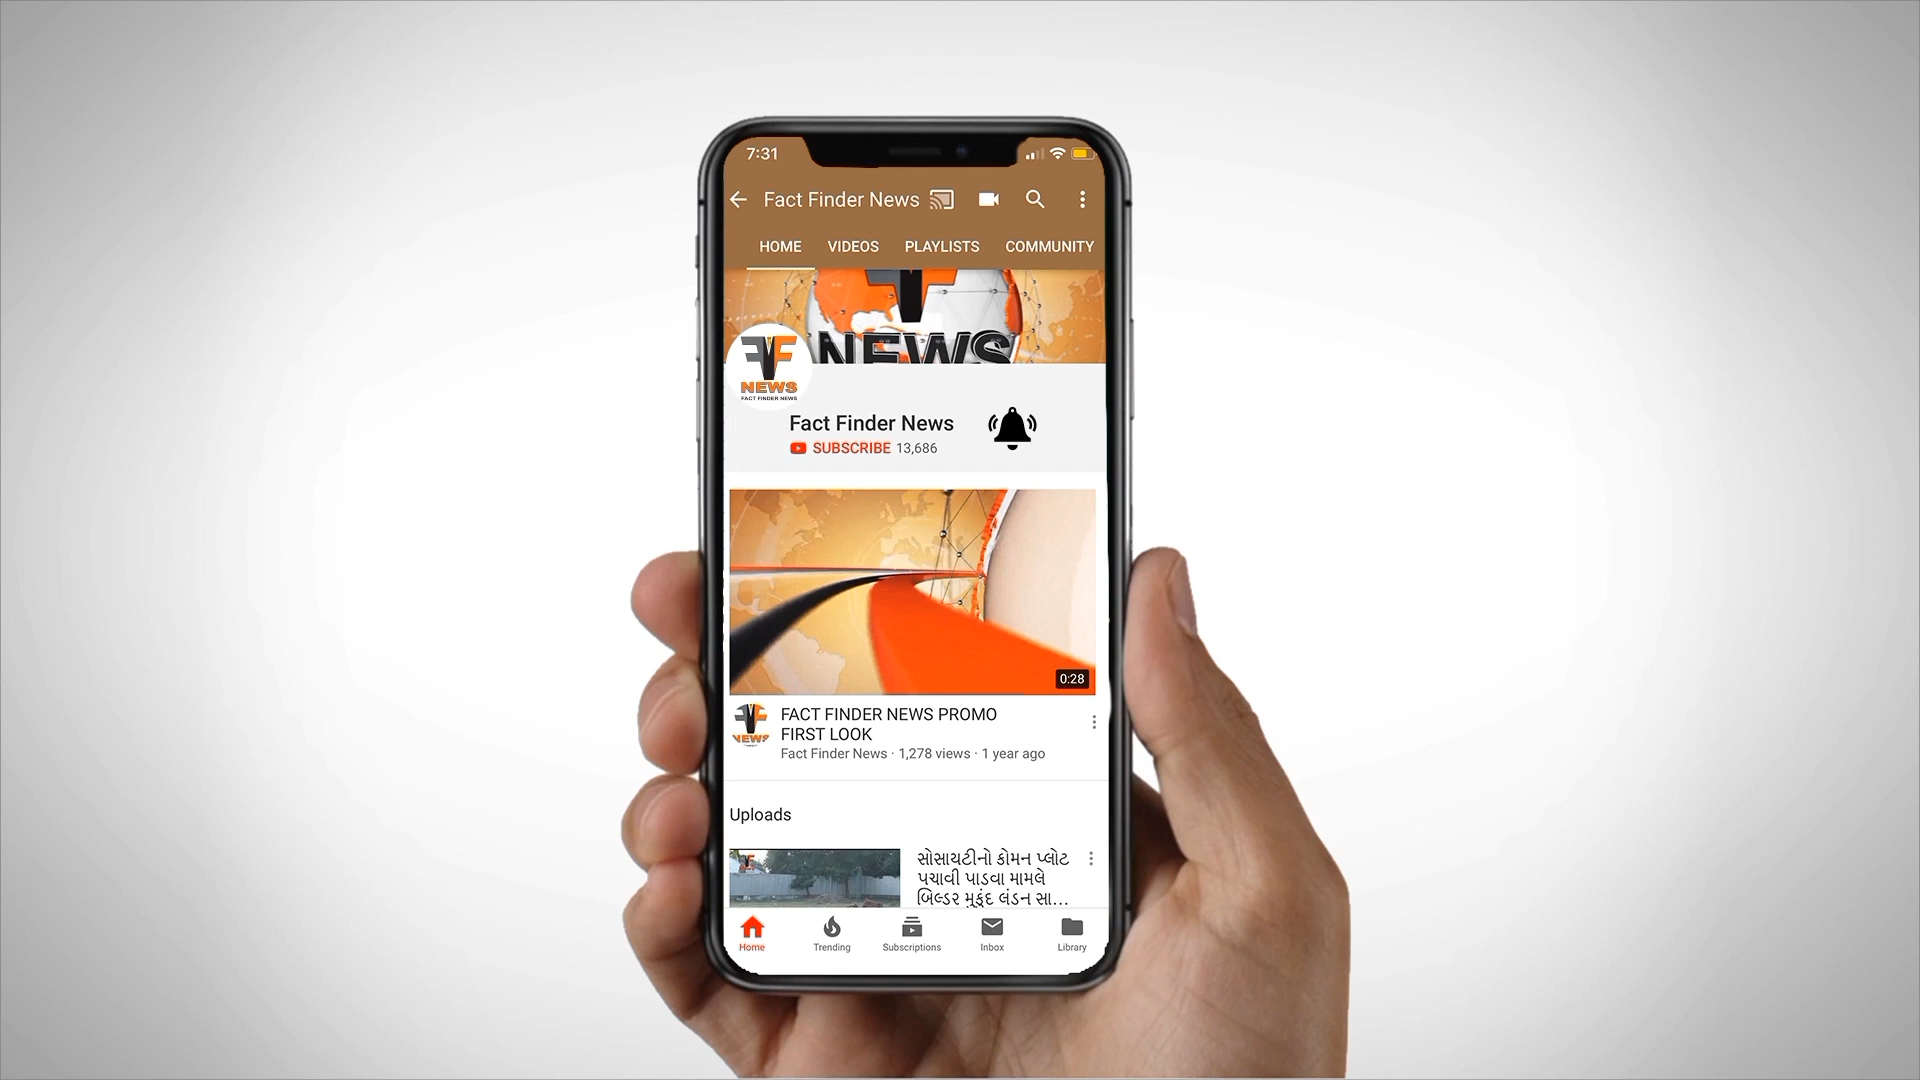 7:31
Fact Finder News
HOME VIDEOS PLAYLISTS COMMUNITY
NEWS
FF
NEWS
FACT FINDER NEWS
Fact Finder News
SUBSCRIBE 13,686
0:28
FACT FINDER NEWS PROMO
FIRST LOOK
NEWS
Fact Finder News · 1,278 views · 1 year ago
Uploads
સોસાયટીનો કોમન પ્લોટ
પચાવી પાડવા મામલે
બિલ્ડર મુકુંદ લંડન સા...
Home Trending Subscriptions Inbox Library